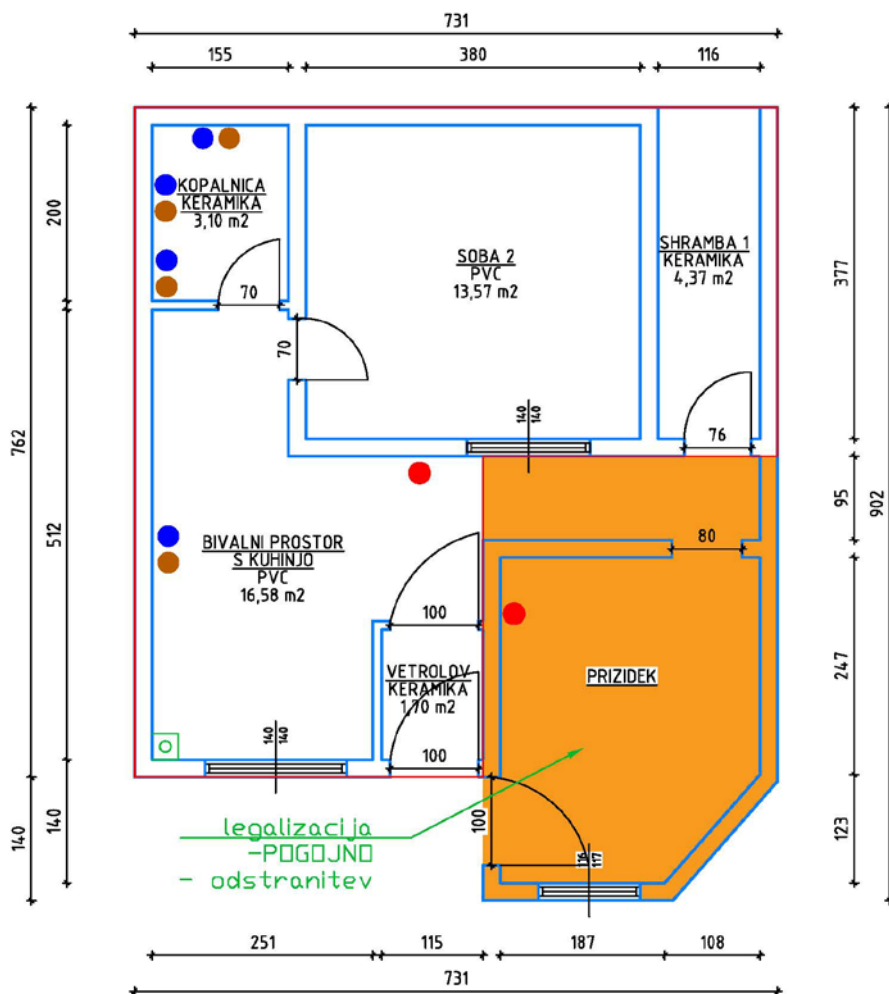 731
155
380
116
KOPALNICA
KERAMIKA
3,10 m2
SOBA 2
PVC
13,57 m2
SHRAMBA 1
KERAMIKA
4,37 m2
200
377
70
70
140
140
76
762
512
95
902
80
BIVALNI PROSTOR
S KUHINJO
PVC
16,58 m2
100
VETROLOV
KERAMIKA
1,70 m2
PRIZIDEK
247
140
140
100
100
140
140
123
legalizacija
-POGOJNO
- odstranitev
116
117
251
115
187
108
731